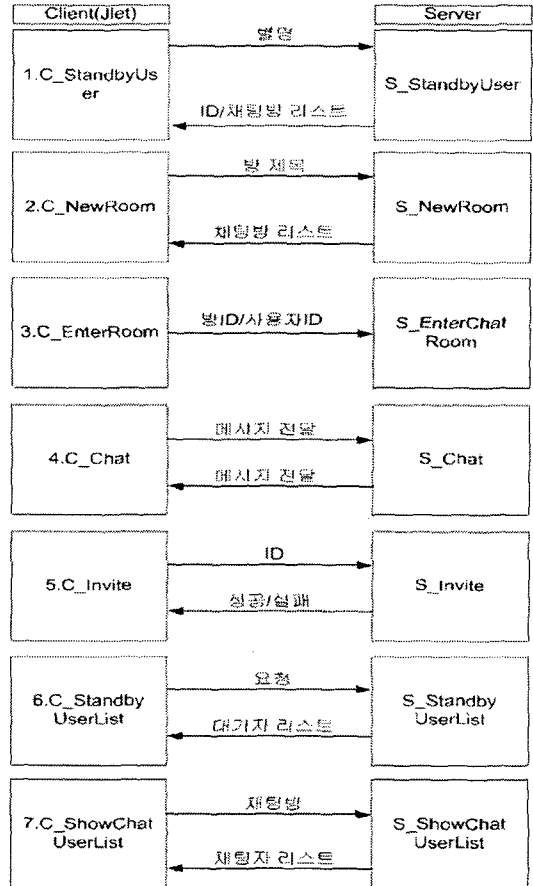 Client(Jlet)
Server
별명
1.C_StandbyUs
er
S_StandbyUser
ID/채팅방 리스트
방 제목
2.C_NewRoom
S_NewRoom
채팅방 리스트
3.C_EnterRoom
방ID/사용자ID
S_EnterChat
Room
메시지 전달
4.C_Chat
S_Chat
메시지 전달
ID
5.C_Invite
S_Invite
성공/실패
요청
6.C_Standby
UserList
S_Standby
UserList
대기자 리스트
채팅방
7.C_ShowChat
UserList
S_ShowChat
UserList
채팅자 리스트